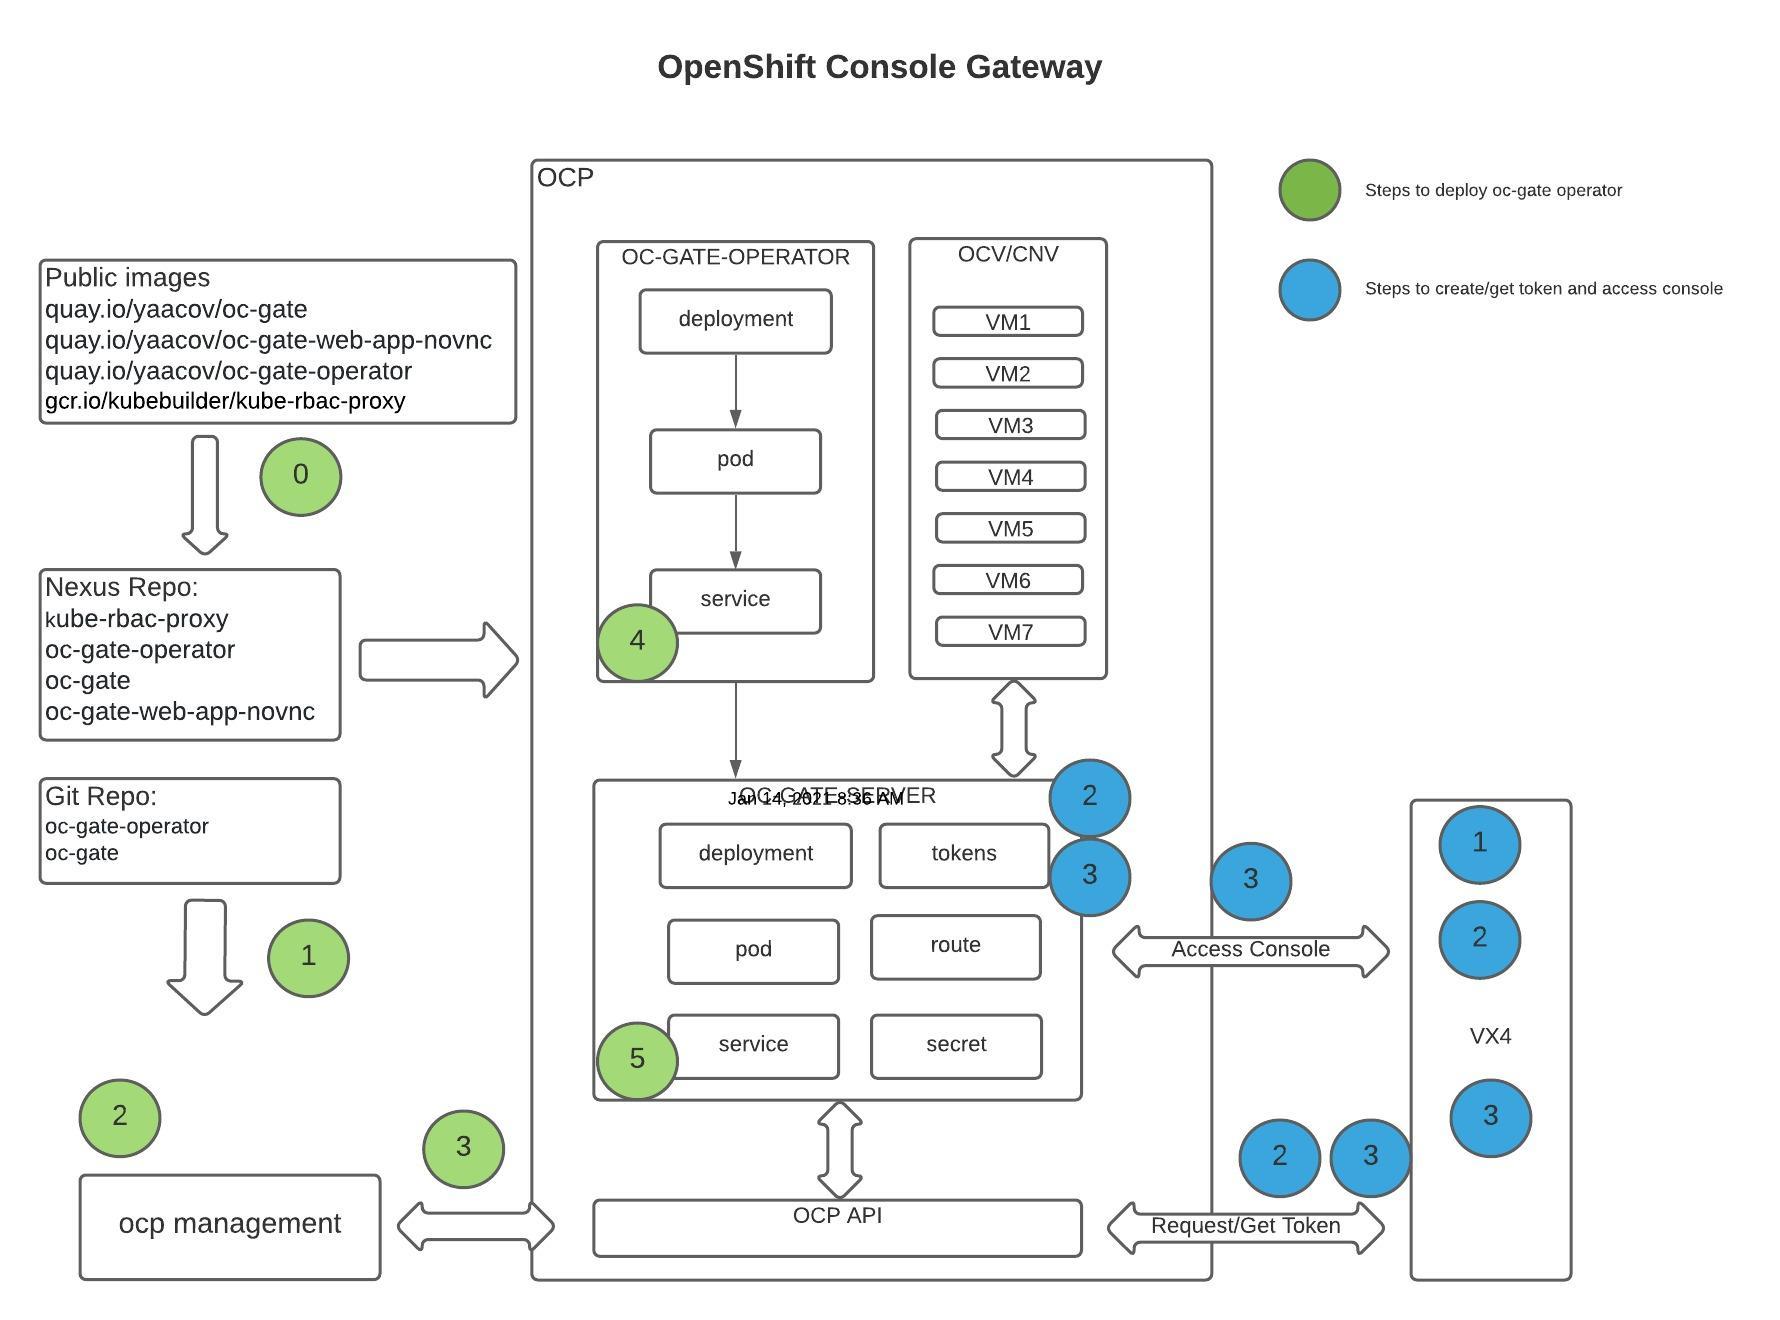 OpenShift Console Gateway
OCP
Steps to deploy oc-gate operator
Steps to create/get token and access console
Public images
quay.io/yaacov/oc-gate
quay.io/yaacov/oc-gate-web-app-novnc
quay.io/yaacov/oc-gate-operator
gcr.io/kubebuilder/kube-rbac-proxy
0
Nexus Repo:
kube-rbac-proxy
oc-gate-operator
oc-gate
oc-gate-web-app-novnc
Git Repo:
oc-gate-operator
oc-gate
1
2
ocp management
3
OC-GATE-OPERATOR
deployment
pod
service
4
OCV/CNV
VM1
VM2
VM3
VM4
VM5
VM6
VM7
OC-GATE-SERVER
Jan 14, 2021 8:36 AM
2
3
deployment
tokens
pod
route
service
secret
5
OCP API
3
Access Console
2
3
Request/Get Token
1
2
VX4
3